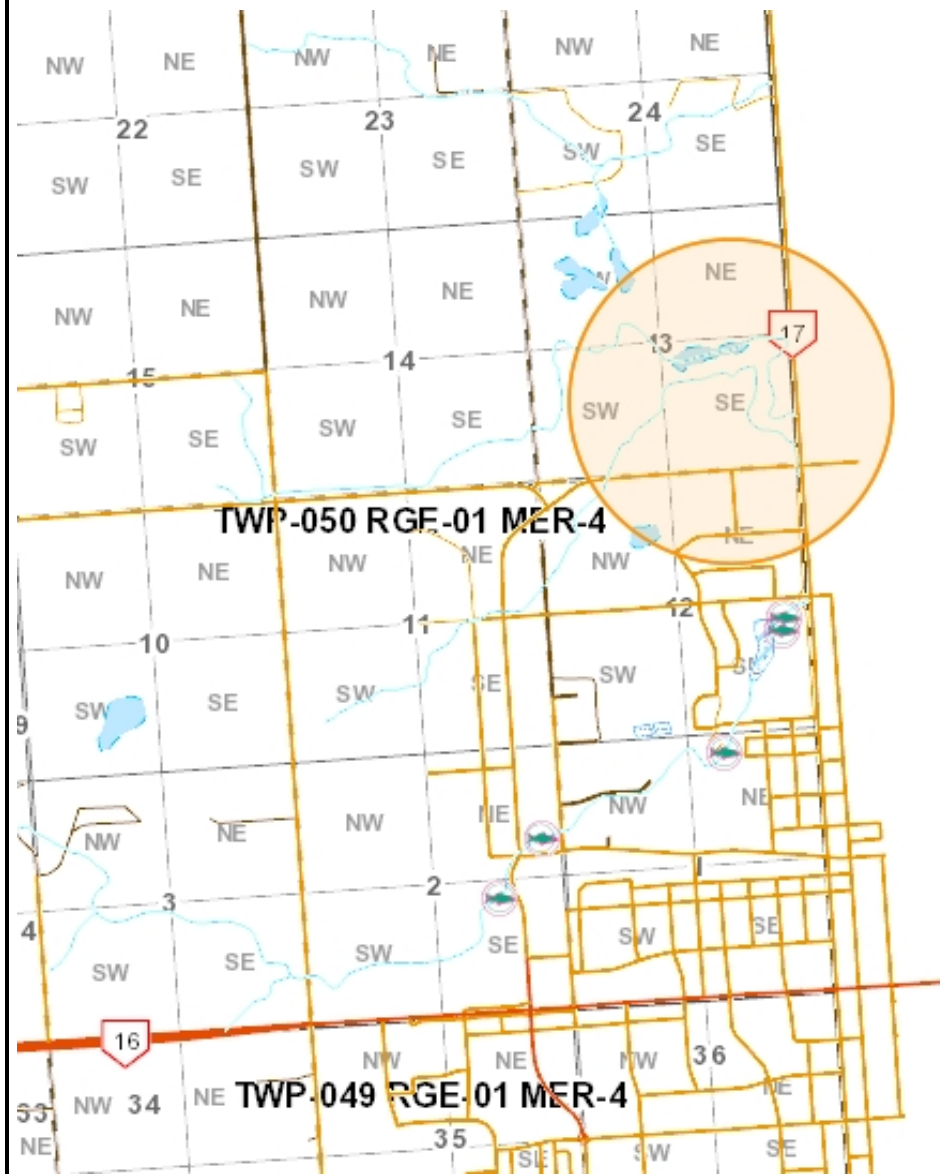 NW NE NW NE NW NE
22 23 24
SW SE SW SE SW SE
NW NE NW NE NE
15 14 13 17
SW SE SW SE SW SE
TWP-050 RGE-01 MER-4
NW NE NW NE NW NE
10 11 12
SW SE SW SE SW
9
NW NE NW NE NW NE
3 2 1
4
SW SE SW SE SW SE
16
NW NE NW NE
36
NW 34 NE TWP-049 RGE-01 MER-4
33
NE 35 SE SW SE